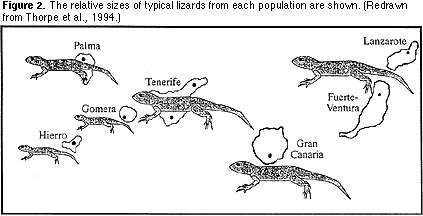 Figure 2. The relative sizes of typical lizards from each population are shown. (Redrawn
from Thorpe et al., 1994.)
Palma
Lanzarote
Tenerife
Gomera
Fuerte-
Ventura
Hierro
Gran
Canaria